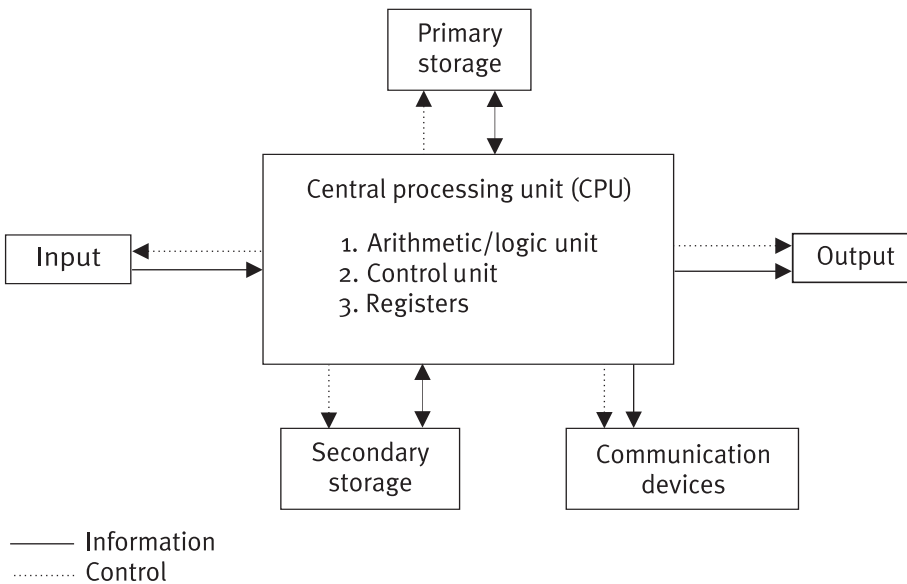 Primary
storage
Central processing unit (CPU)
1. Arithmetic/logic unit
2. Control unit
3. Registers
Input
Output
Secondary
storage
Communication
devices
Information
Control